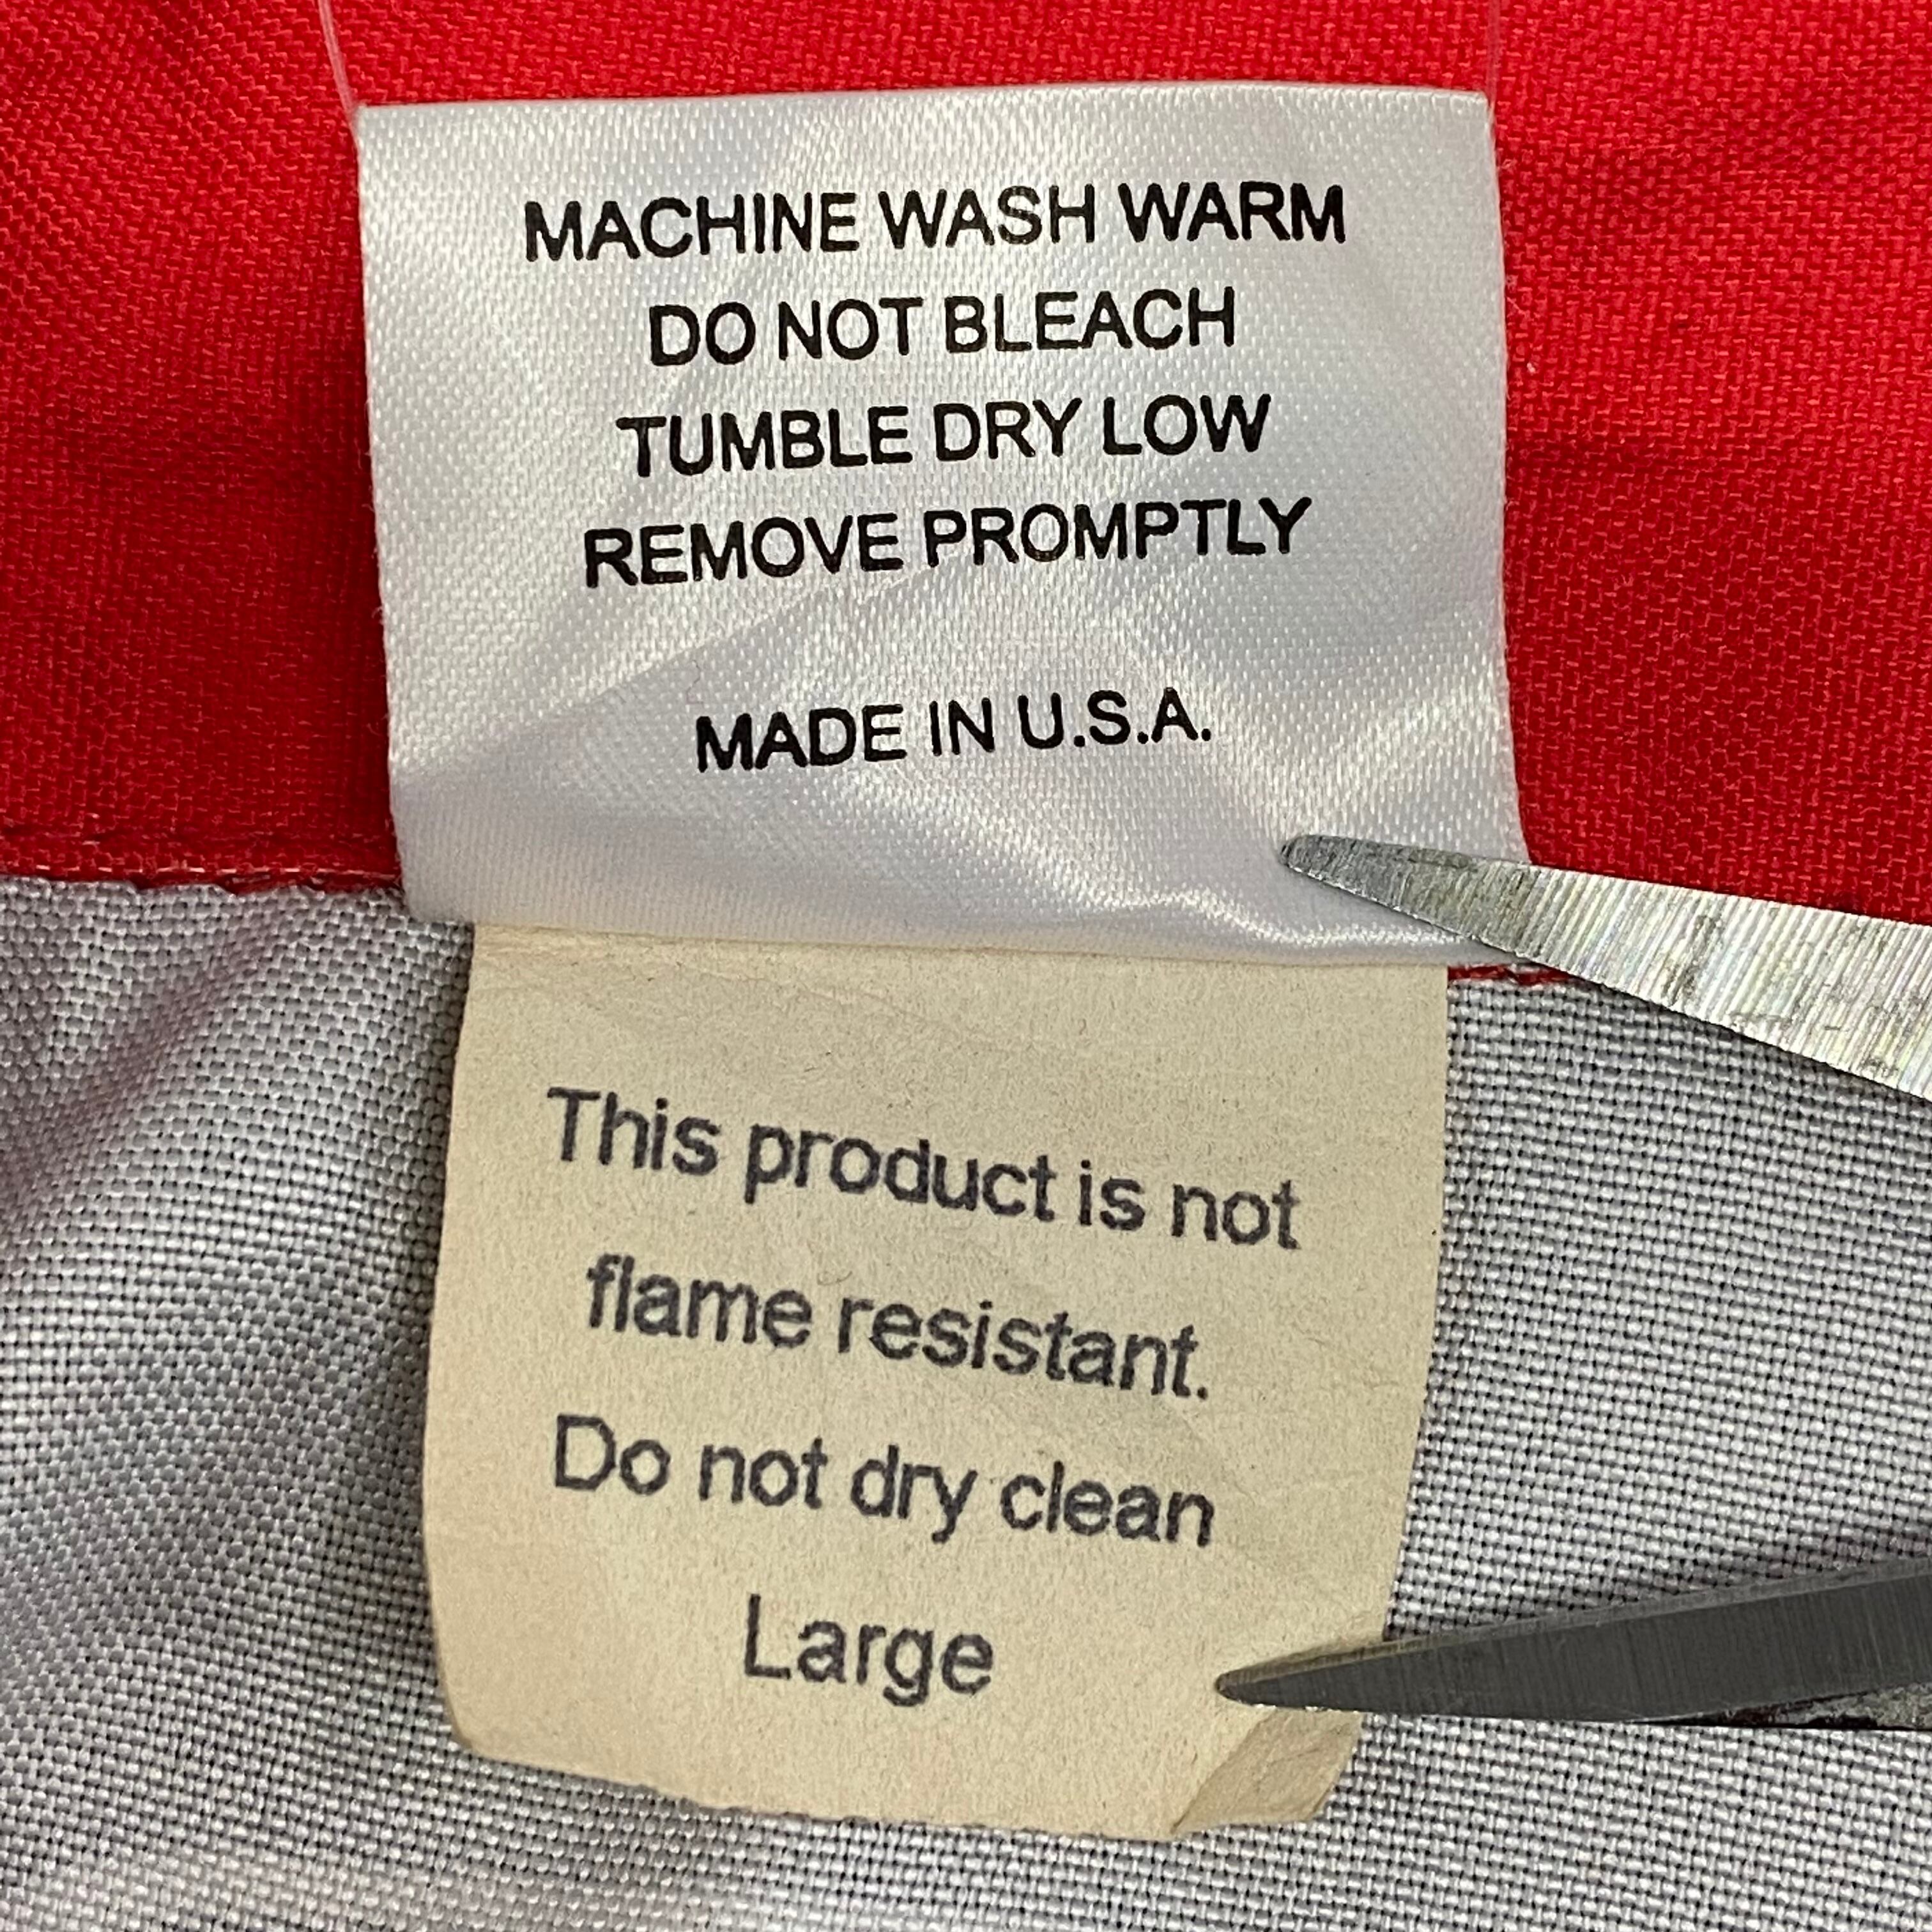 MACHINE WASH WARM
DO NOT BLEACH
TUMBLE DRY LOW
REMOVE PROMPTLY
MADE IN U.S.A.
This product is not
flame resistant.
Do not dry clean
Large